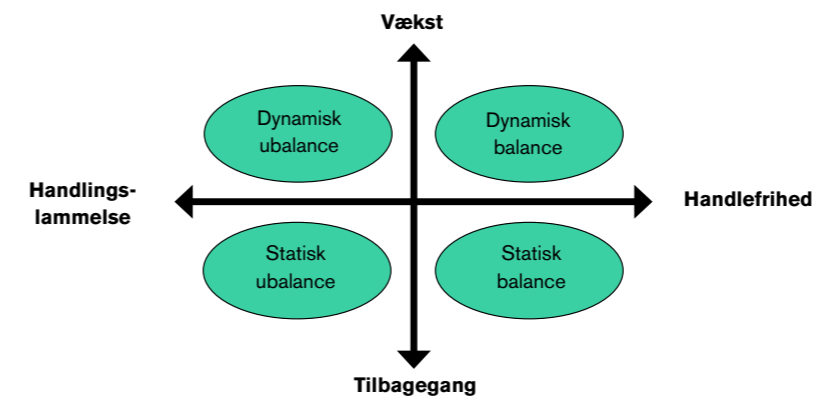 Vækst
Dynamisk
ubalance
Dynamisk
balance
Handlings-
lammelse
Handlefrihed
Statisk
ubalance
Statisk
balance
Tilbagegang